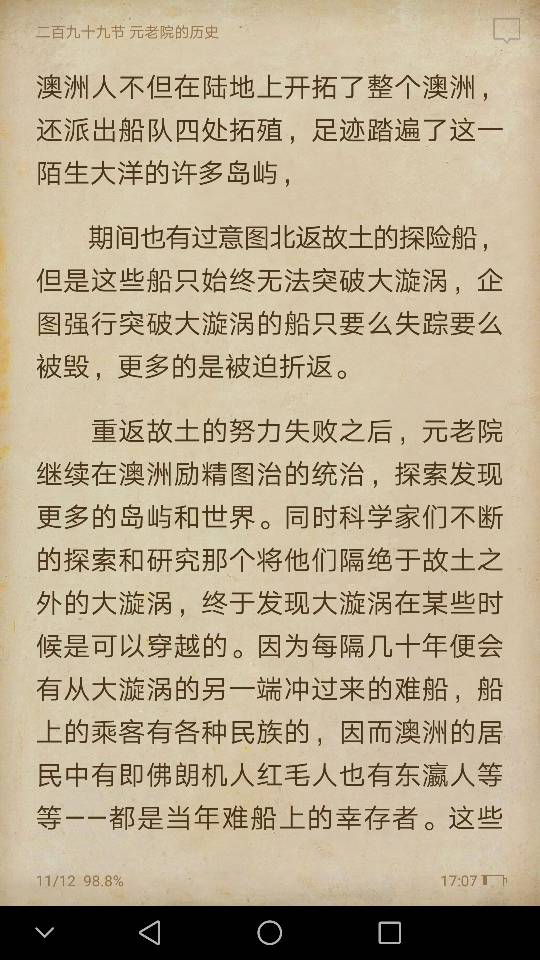 二百九十九节 元老院的历史
澳洲人不但在陆地上开拓了整个澳洲，
还派出船队四处拓殖，足迹踏遍了这一
陌生大洋的许多岛屿，
期间也有过意图北返故土的探险船，
但是这些船只始终无法突破大漩涡，企
图强行突破大漩涡的船只要么失踪要么
被毁，更多的是被迫折返。
重返故土的努力失败之后，元老院
继续在澳洲励精图治的统治，探索发现
更多的岛屿和世界。同时科学家们不断
的探索和研究那个将他们隔绝于故土之
外的大漩涡，终于发现大漩涡在某些时
候是可以穿越的。因为每隔几十年便会
有从大漩涡的另一端冲过来的难船，船
上的乘客有各种民族的，因而澳洲的居
民中有即佛朗机人红毛人也有东瀛人等
等——都是当年难船上的幸存者。这些
11/12 98.8%
17:07